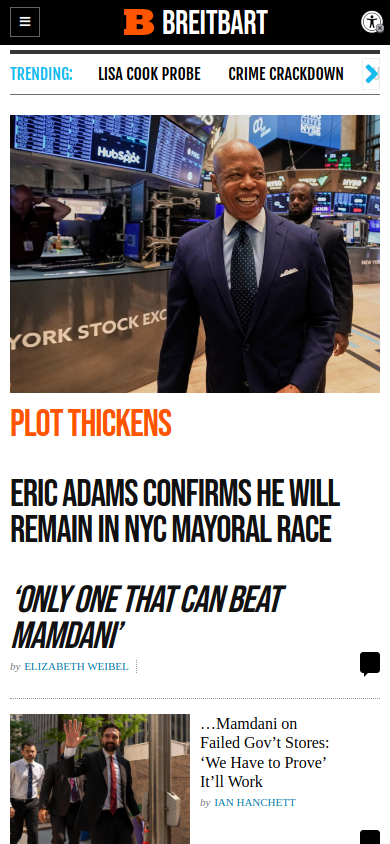 B BREITBART
TRENDING:
LISA COOK PROBE
CRIME CRACKDOWN
HubSpot
NYSE
YORK STOCK EXC
PLOT THICKENS
ERIC ADAMS CONFIRMS HE WILL
REMAIN IN NYC MAYORAL RACE
‘ONLY ONE THAT CAN BEAT
MAMDANI’
by ELIZABETH WEIBEL
…Mamdani on
Failed Gov’t Stores:
‘We Have to Prove’
It’ll Work
by IAN HANCHETT